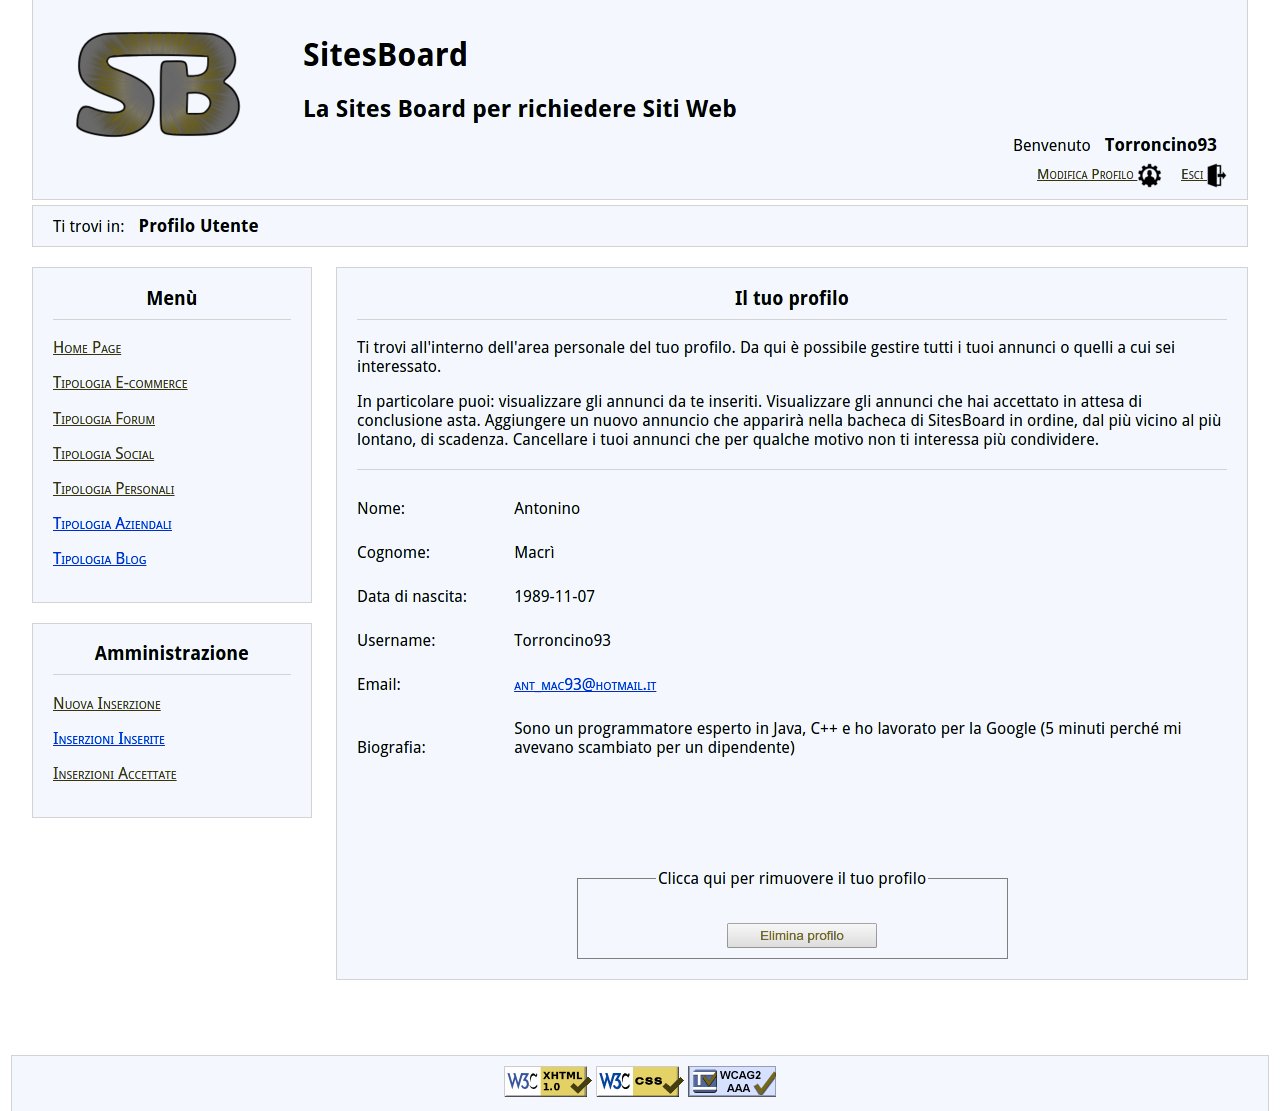 SB
SitesBoard
La Sites Board per richiedere Siti Web
Benvenuto Torroncino93
Modifica Profilo Esci
Ti trovi in: Profilo Utente
Menù
Home Page
Tipologia E-commerce
Tipologia Forum
Tipologia Social
Tipologia Personali
Tipologia Aziendali
Tipologia Blog
Amministrazione
Nuova Inserzione
Inserzioni Inserite
Inserzioni Accettate
Il tuo profilo
Ti trovi all'interno dell'area personale del tuo profilo. Da qui è possibile gestire tutti i tuoi annunci o quelli a cui sei
interessato.
In particolare puoi: visualizzare gli annunci da te inseriti. Visualizzare gli annunci che hai accettato in attesa di
conclusione asta. Aggiungere un nuovo annuncio che apparirà nella bacheca di SitesBoard in ordine, dal più vicino al più
lontano, di scadenza. Cancellare i tuoi annunci che per qualche motivo non ti interessa più condividere.
Nome: Antonino
Cognome: Macrì
Data di nascita: 1989-11-07
Username: Torroncino93
Email: ant_mac93@hotmail.it
Biografia: Sono un programmatore esperto in Java, C++ e ho lavorato per la Google (5 minuti perché mi
avevano scambiato per un dipendente)
Clicca qui per rimuovere il tuo profilo
Elimina profilo
W3C XHTML 1.0 W3C css TV WCAG2 AAA